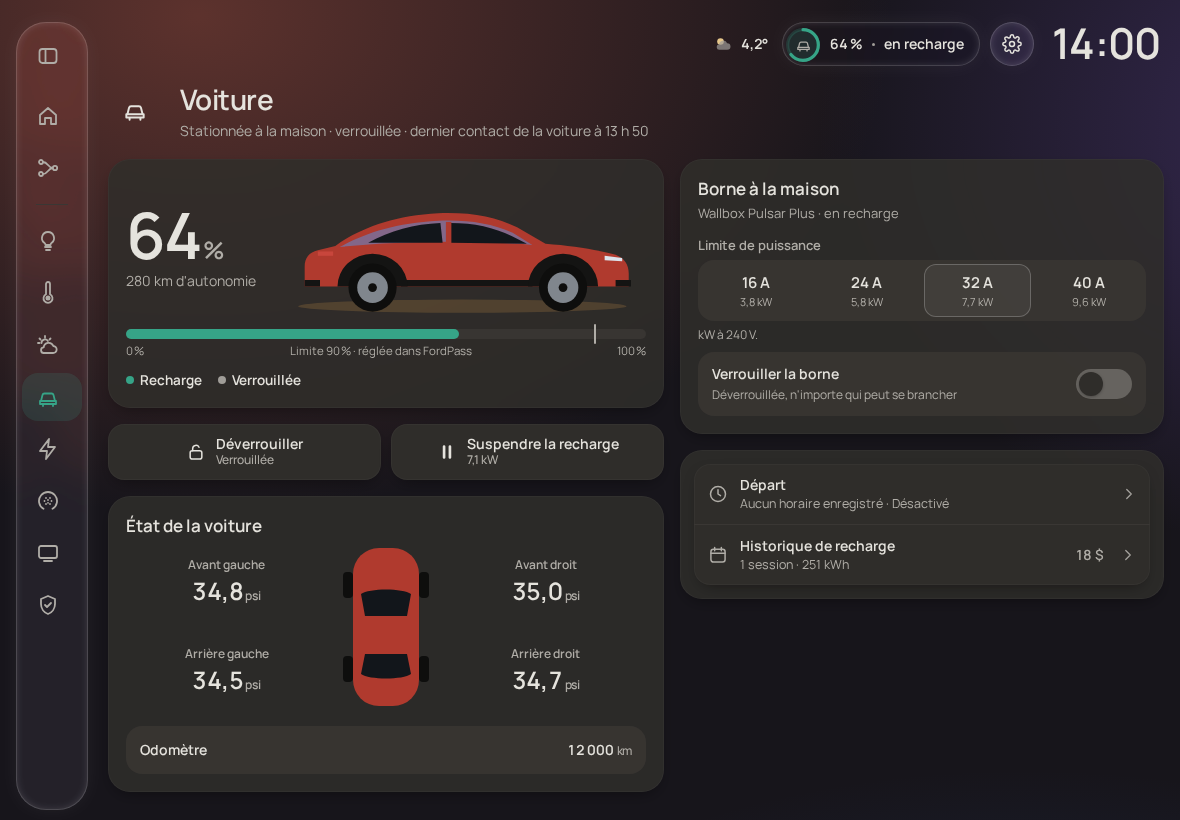 4,2°
64 % · en recharge
14:00
Voiture
Stationnée à la maison · verrouillée · dernier contact de la voiture à 13 h 50
64 %
280 km d'autonomie
0 %
Limite 90 % · réglée dans FordPass
100 %
Recharge
Verrouillée
Déverrouiller
Verrouillée
Suspendre la recharge
7,1 kW
État de la voiture
Avant gauche
34,8 psi
Avant droit
35,0 psi
Arrière gauche
34,5 psi
Arrière droit
34,7 psi
Odomètre
12 000 km
Borne à la maison
Wallbox Pulsar Plus · en recharge
Limite de puissance
16 A
3,8 kW
24 A
5,8 kW
32 A
7,7 kW
40 A
9,6 kW
kW à 240 V.
Verrouiller la borne
Déverrouillée, n'importe qui peut se brancher
Départ
Aucun horaire enregistré · Désactivé
Historique de recharge
1 session · 251 kWh
18 $